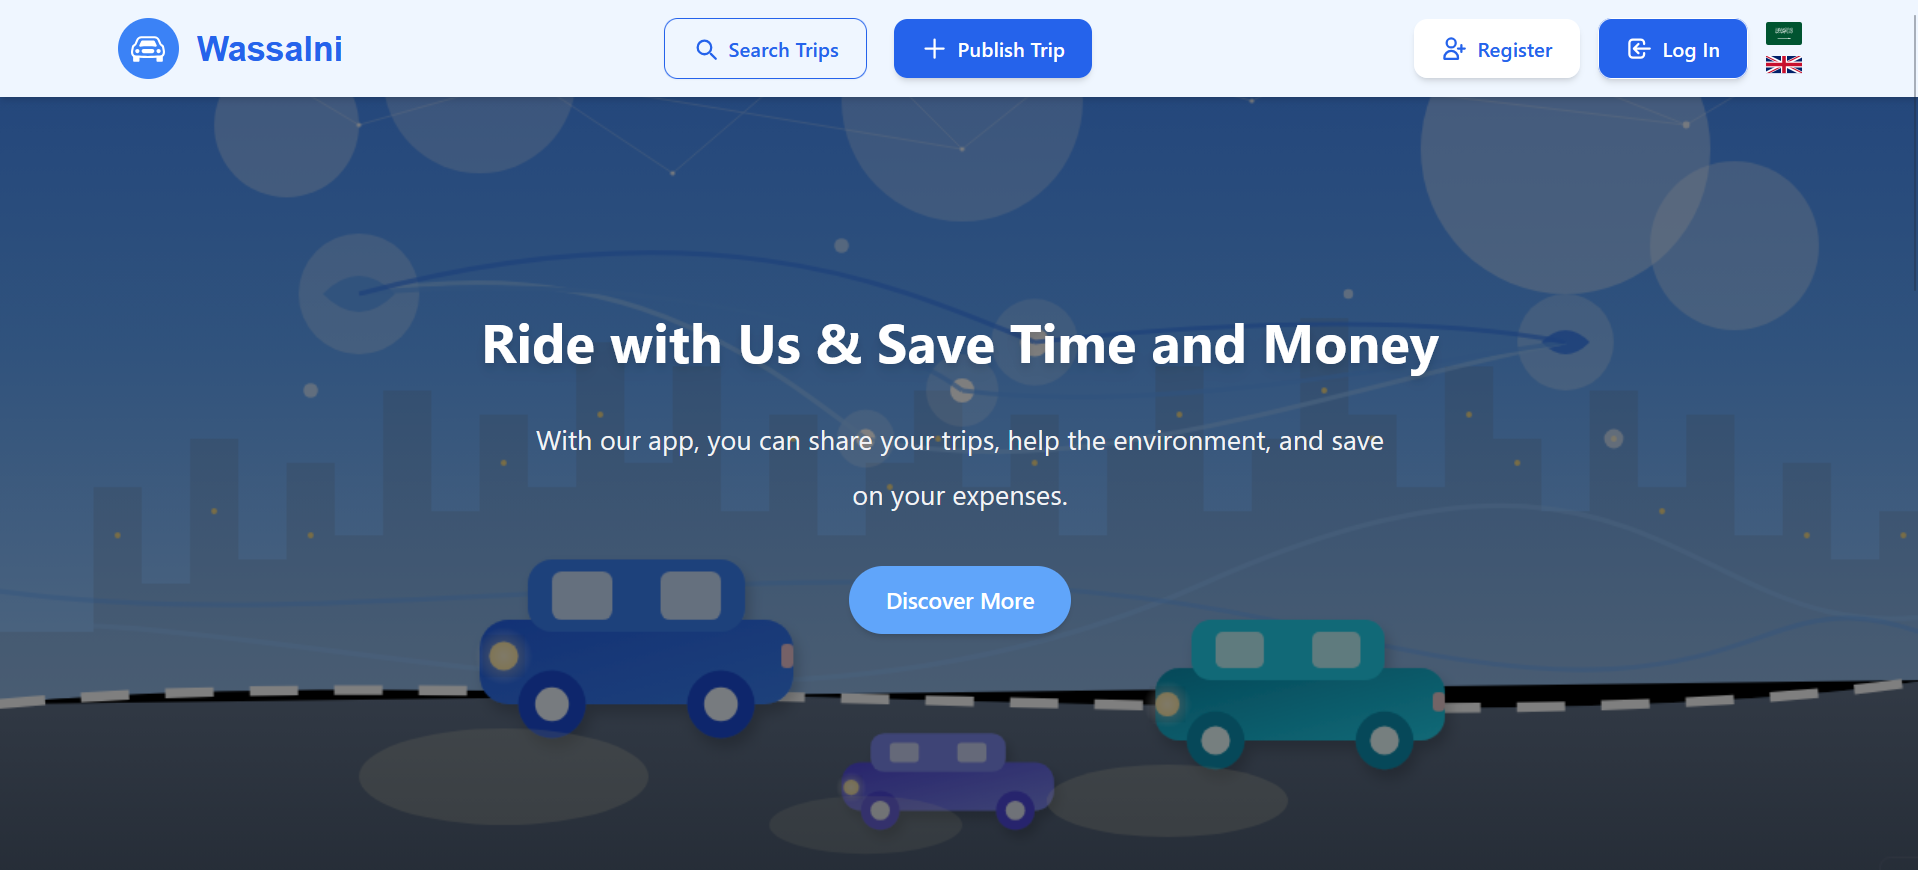 Wassalni
Search Trips
Publish Trip
Register
Log In
Ride with Us & Save Time and Money
With our app, you can share your trips, help the environment, and save
on your expenses.
Discover More